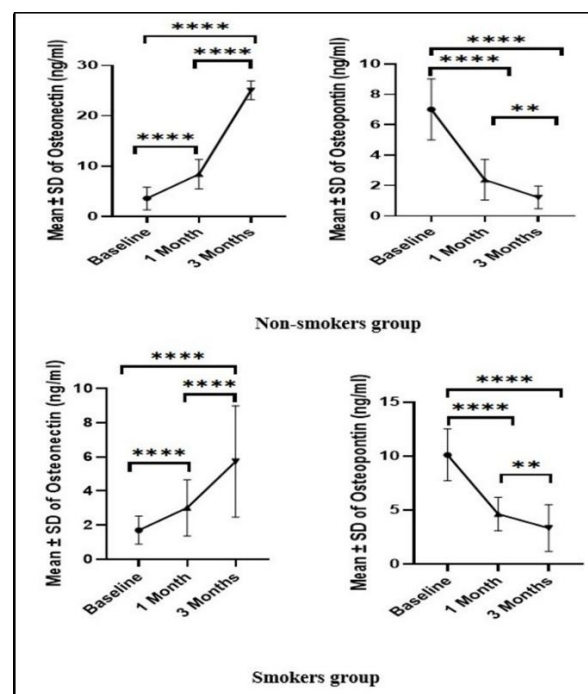 ****
****
****
Mean ± SD of Osteonectin (ng/ml)
30
20
10
0
Baseline
1 Month
3 Months
****
****
**
Mean ± SD of Osteopontin (ng/ml)
10
8
6
4
2
0
Baseline
1 Month
3 Months
Non-smokers group
****
****
****
Mean ± SD of Osteonectin (ng/ml)
10
8
6
4
2
0
Baseline
1 Month
3 Months
****
****
**
Mean ± SD of Osteopontin (ng/ml)
15
10
5
0
Baseline
1 Month
3 Months
Smokers group